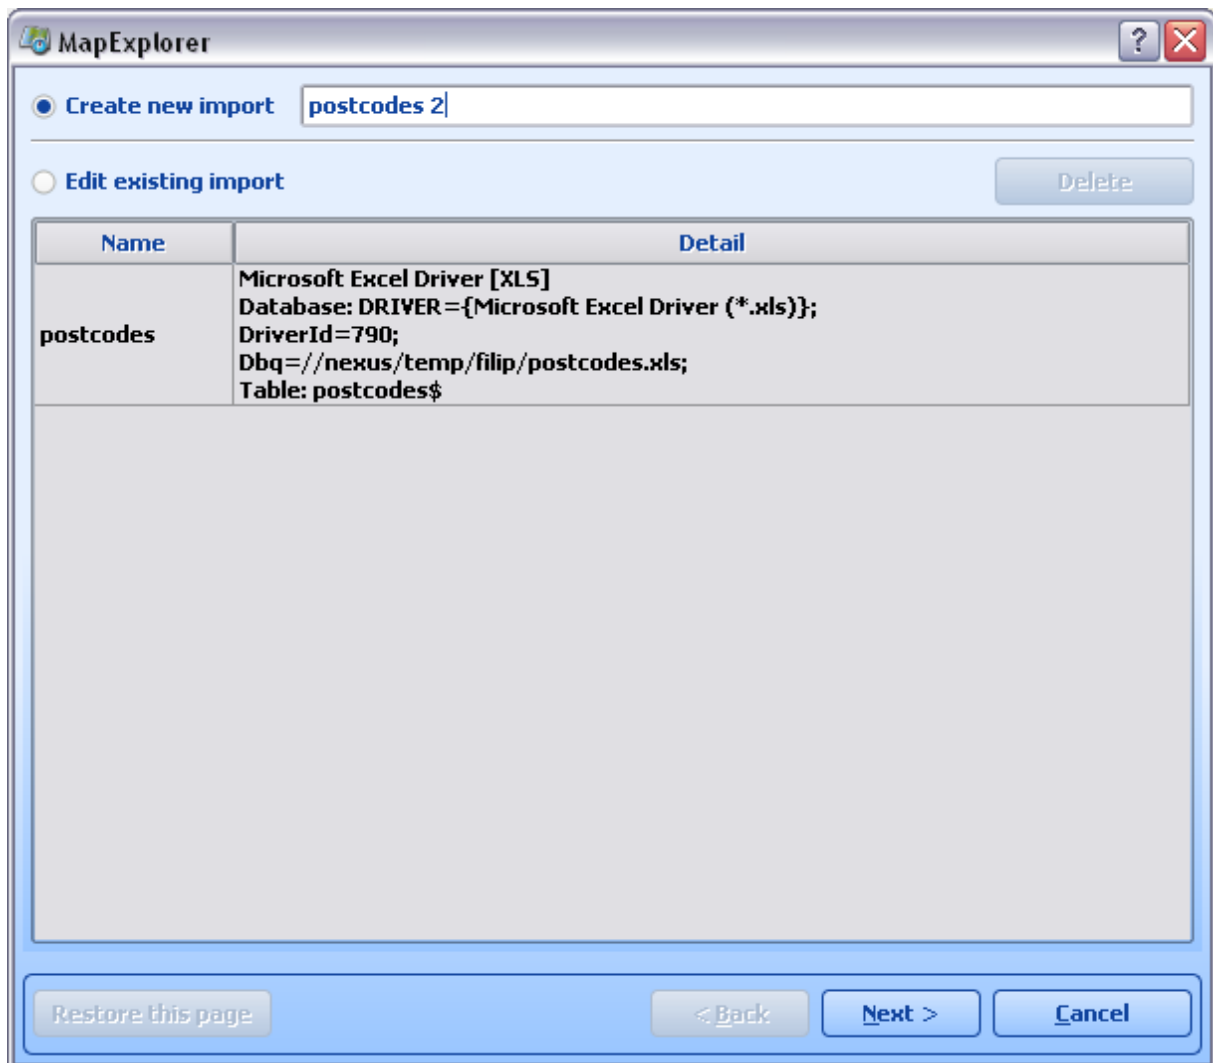 MapExplorer
Create new import postcodes 2
Edit existing import Delete
Name Detail
postcodes
Microsoft Excel Driver [XLS]
Database: DRIVER={Microsoft Excel Driver (*.xls)};
DriverId=790;
Dbq=//nexus/temp/filip/postcodes.xls;
Table: postcodes$
Restore this page < Back Next > Cancel